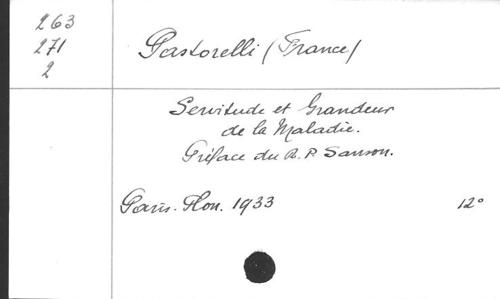 263
271
2
Pastorelli (France)
Servitude et Grandeur
de la Maladie.
Préface du R. P. Sanson.
Paris. Plon. 1933 12°